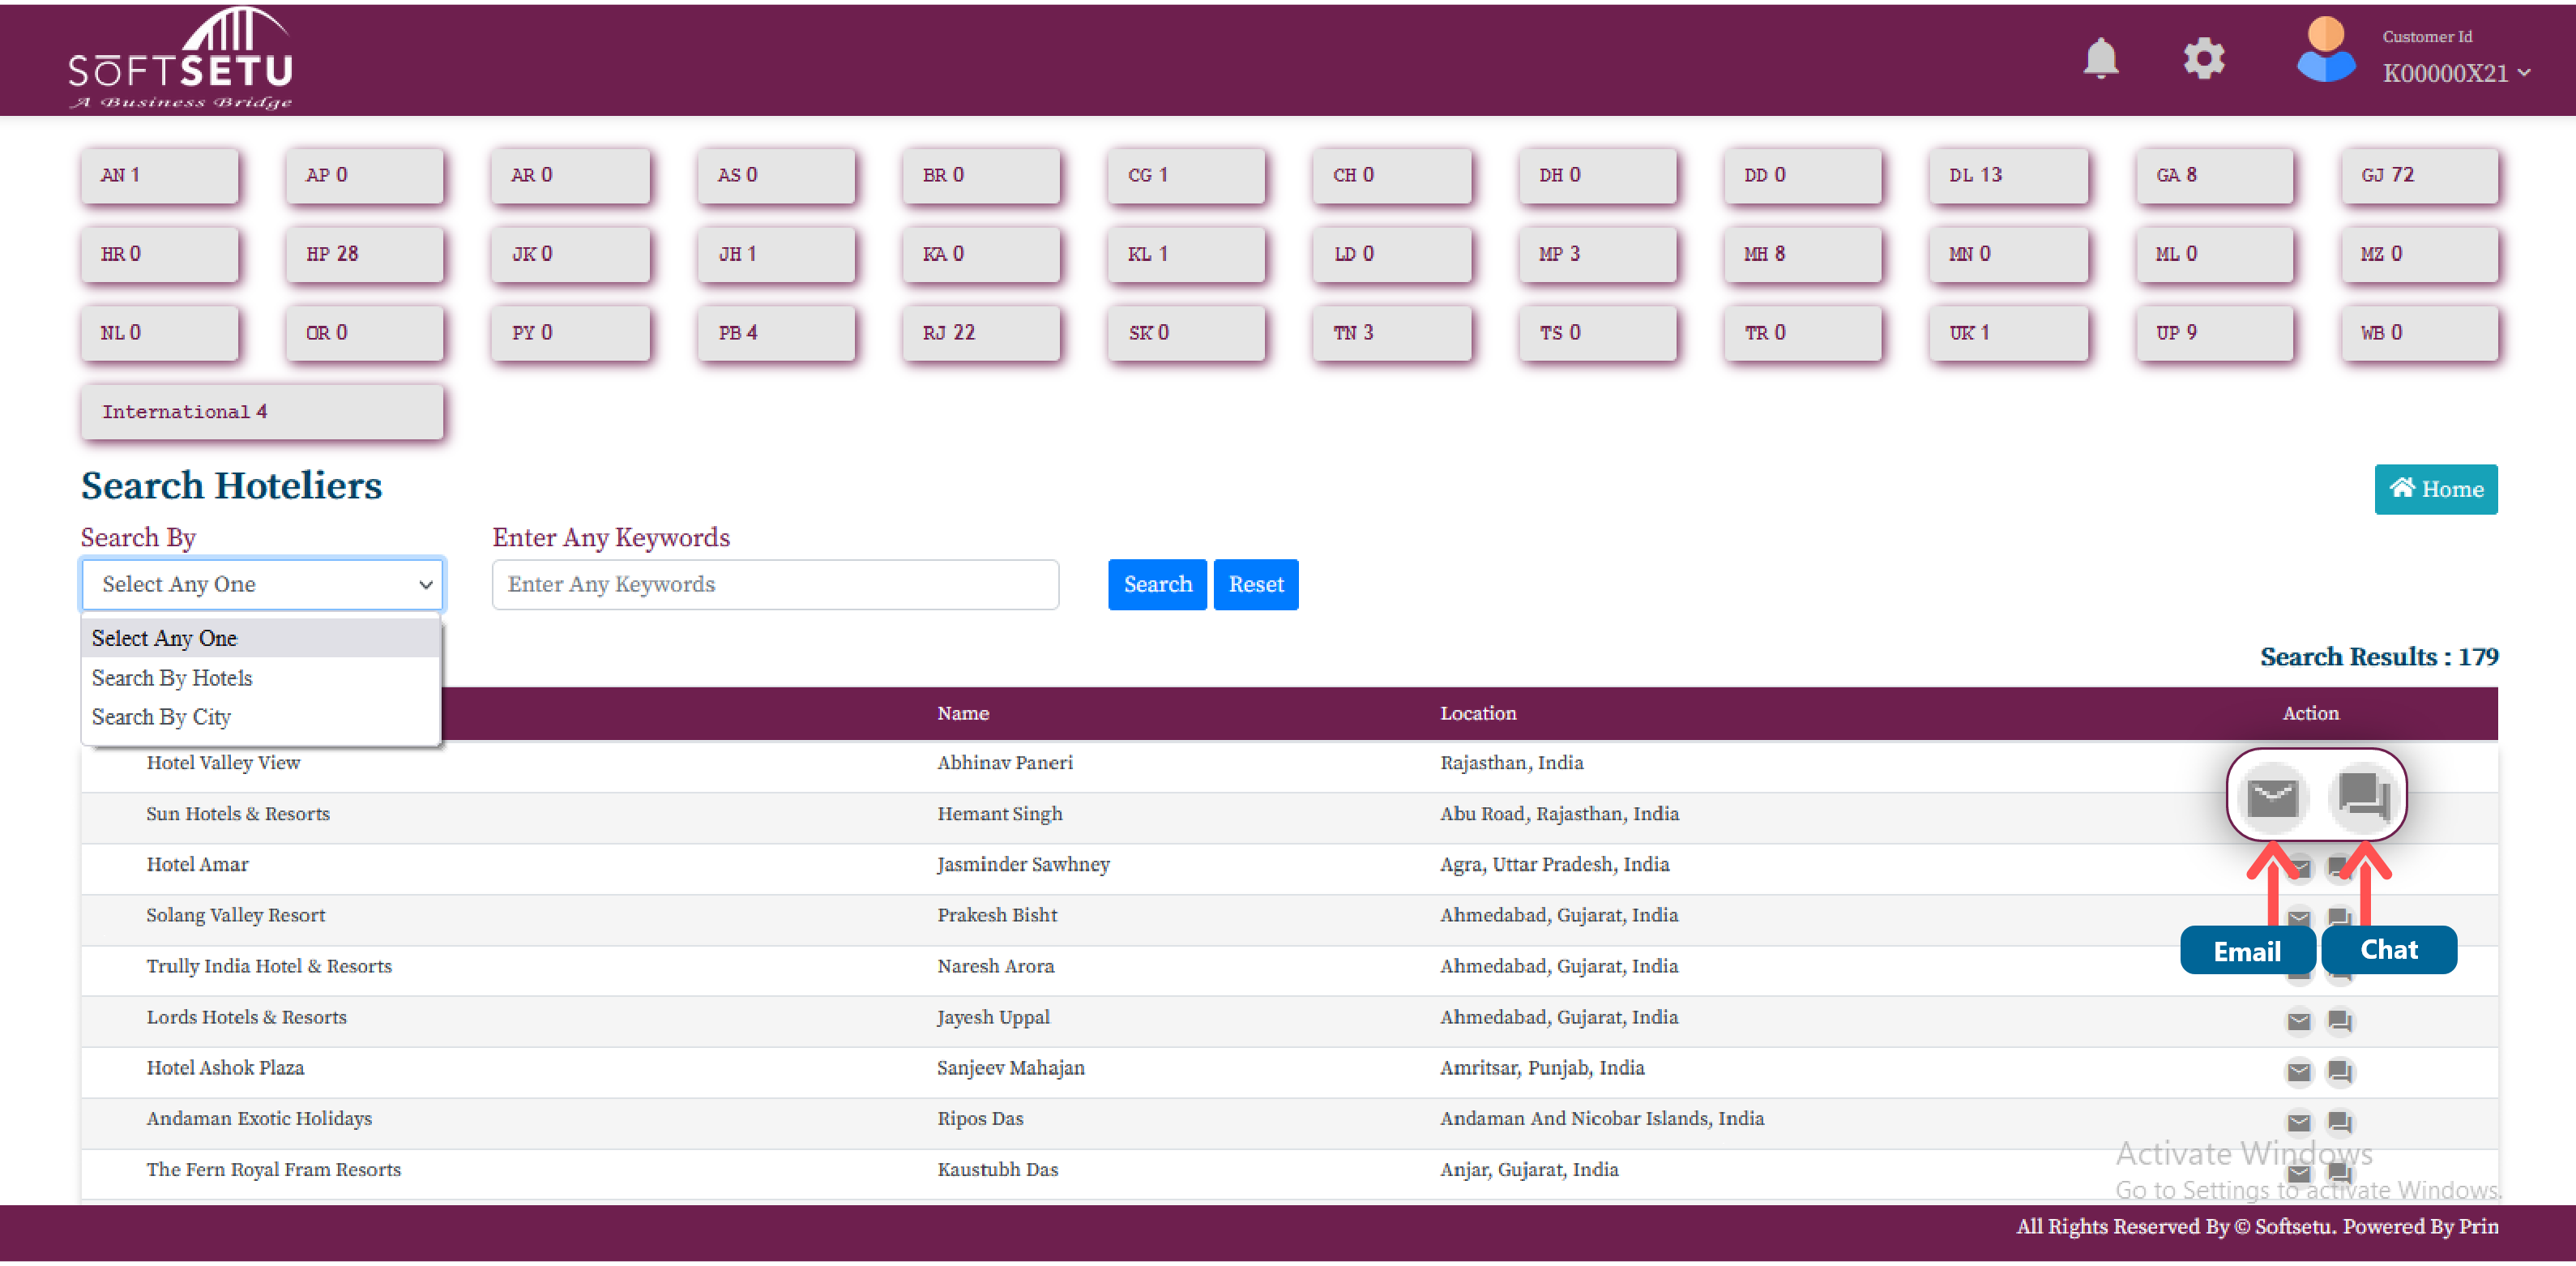 SOFTSETU
A Business Bridge
Customer Id
K00000X21
AN 1 AP 0 AR 0 AS 0 BR 0 CG 1 CH 0 DH 0 DD 0 DL 13 GA 8 GJ 72
HR 0 HP 28 JK 0 JH 1 KA 0 KL 1 LD 0 MP 3 MH 8 MN 0 ML 0 MZ 0
NL 0 OR 0 PY 0 PB 4 RJ 22 SK 0 TN 3 TS 0 TR 0 UK 1 UP 9 WB 0
International 4
Search Hoteliers
Home
Search By Enter Any Keywords
Select Any One Enter Any Keywords Search Reset
Select Any One
Search By Hotels
Search By City
Search Results : 179
Name Location Action
Hotel Valley View Abhinav Paneri Rajasthan, India
Sun Hotels & Resorts Hemant Singh Abu Road, Rajasthan, India
Hotel Amar Jasminder Sawhney Agra, Uttar Pradesh, India
Solang Valley Resort Prakesh Bisht Ahmedabad, Gujarat, India
Email Chat
Trully India Hotel & Resorts Naresh Arora Ahmedabad, Gujarat, India
Lords Hotels & Resorts Jayesh Uppal Ahmedabad, Gujarat, India
Hotel Ashok Plaza Sanjeev Mahajan Amritsar, Punjab, India
Andaman Exotic Holidays Ripos Das Andaman And Nicobar Islands, India
The Fern Royal Fram Resorts Kaustubh Das Anjar, Gujarat, India
Activate Windows
Go to Settings to activate Windows.
All Rights Reserved By © Softsetu. Powered By Prin